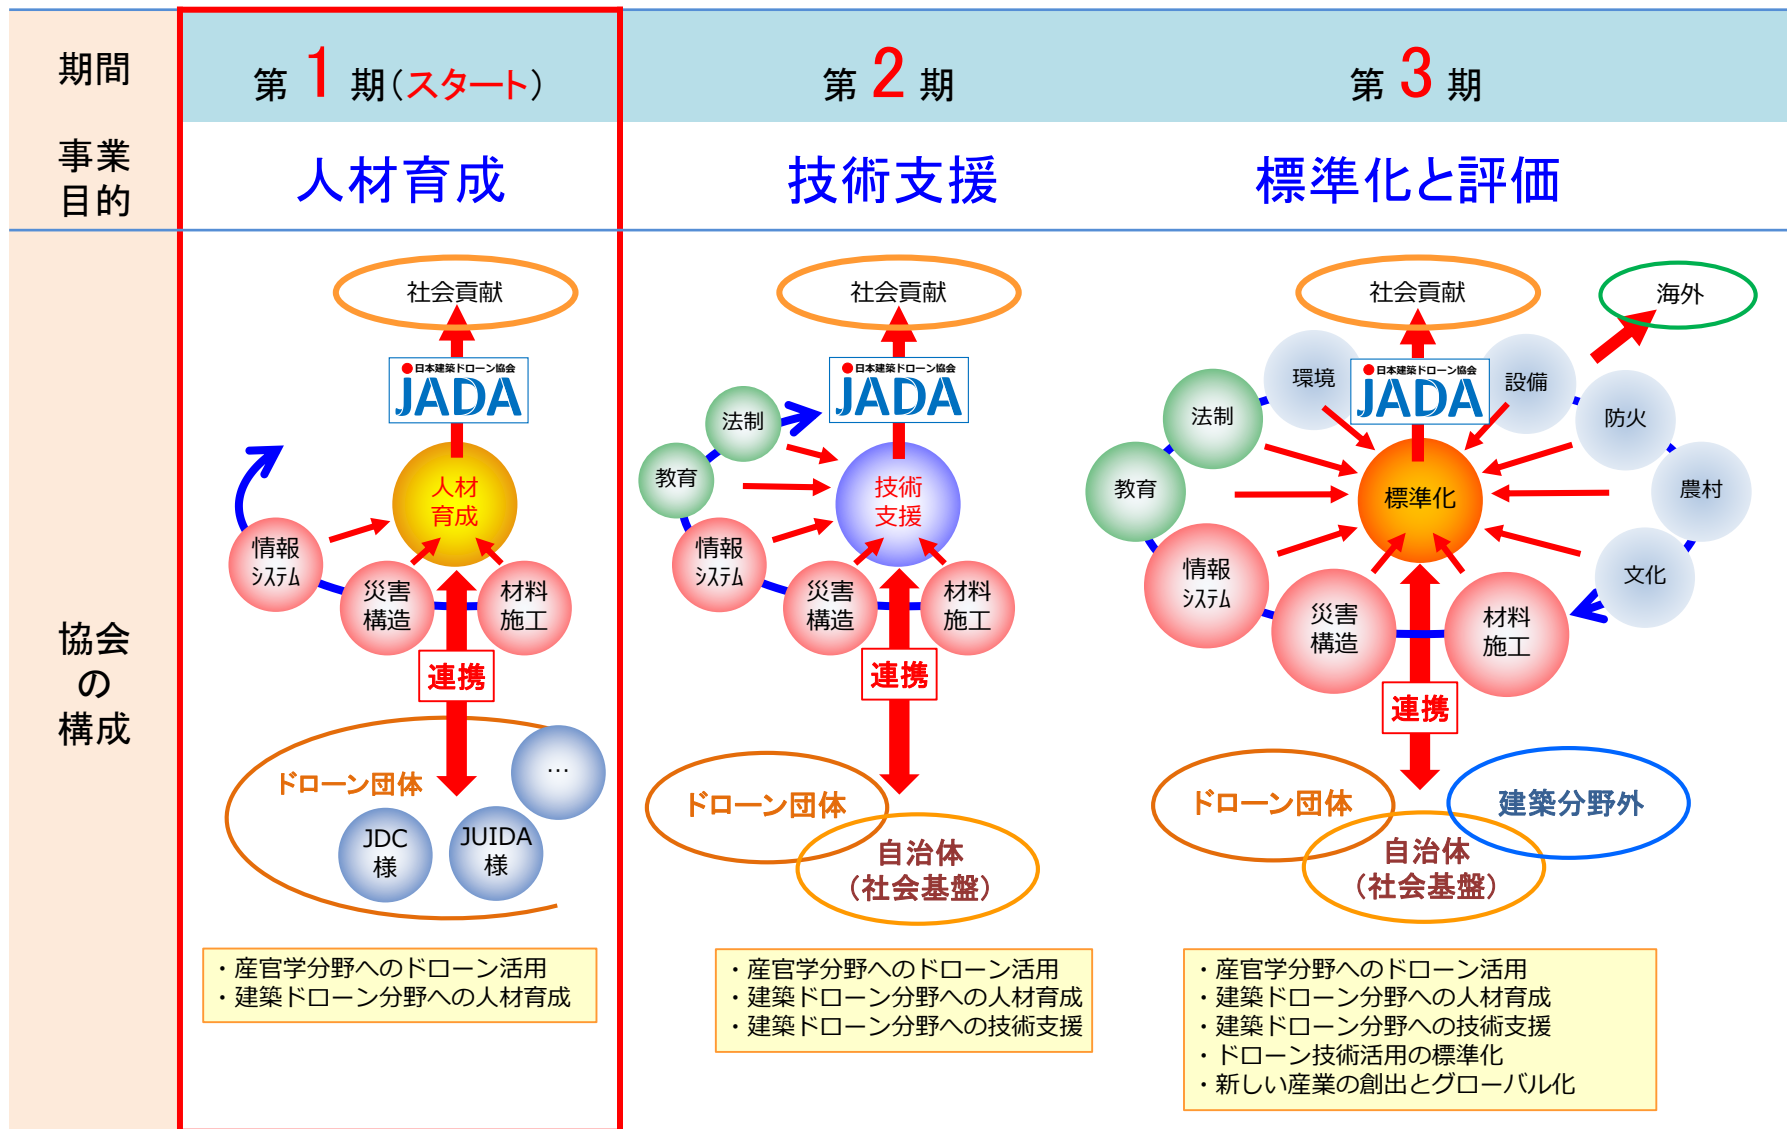 期間
第1期(スタート)
第2期
第3期
事業
目的
人材育成
技術支援
標準化と評価
協会
の
構成
社会貢献
日本建築ドローン協会
JADA
人材
育成
情報
システム
災害
構造
材料
施工
連携
ドローン団体
…
JDC
様
JUIDA
様
・産官学分野へのドローン活用
・建築ドローン分野への人材育成
社会貢献
日本建築ドローン協会
JADA
法制
教育
技術
支援
情報
システム
災害
構造
材料
施工
連携
ドローン団体
自治体
(社会基盤)
・産官学分野へのドローン活用
・建築ドローン分野への人材育成
・建築ドローン分野への技術支援
社会貢献
海外
日本建築ドローン協会
JADA
環境
設備
法制
防火
教育
標準化
農村
情報
システム
文化
災害
構造
材料
施工
連携
ドローン団体
建築分野外
自治体
(社会基盤)
・産官学分野へのドローン活用
・建築ドローン分野への人材育成
・建築ドローン分野への技術支援
・ドローン技術活用の標準化
・新しい産業の創出とグローバル化